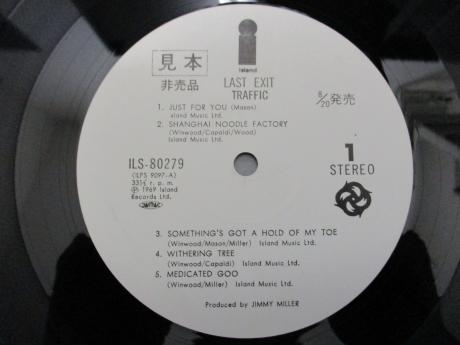 island
見本
非売品
LAST EXIT
TRAFFIC
8/20発売
1. JUST FOR YOU (Mason)
sland Music Ltd.
2. SHANGHAI NOODLE FACTORY
(Winwood/Capaldi/Wood)
Island Music Ltd.
ILS-80279
(ILPS 9097-A)
33⅓ r. p. m.
Ⓟ 1969 Island
Records Ltd.
1
STEREO
3. SOMETHING'S GOT A HOLD OF MY TOE
(Winwood/Mason/Miller) Island Music Ltd.
4. WITHERING TREE
(Winwood/Capaldi) Island Music Ltd.
5. MEDICATED GOO
(Winwood/Miller) Island Music Ltd.
Produced by JIMMY MILLER